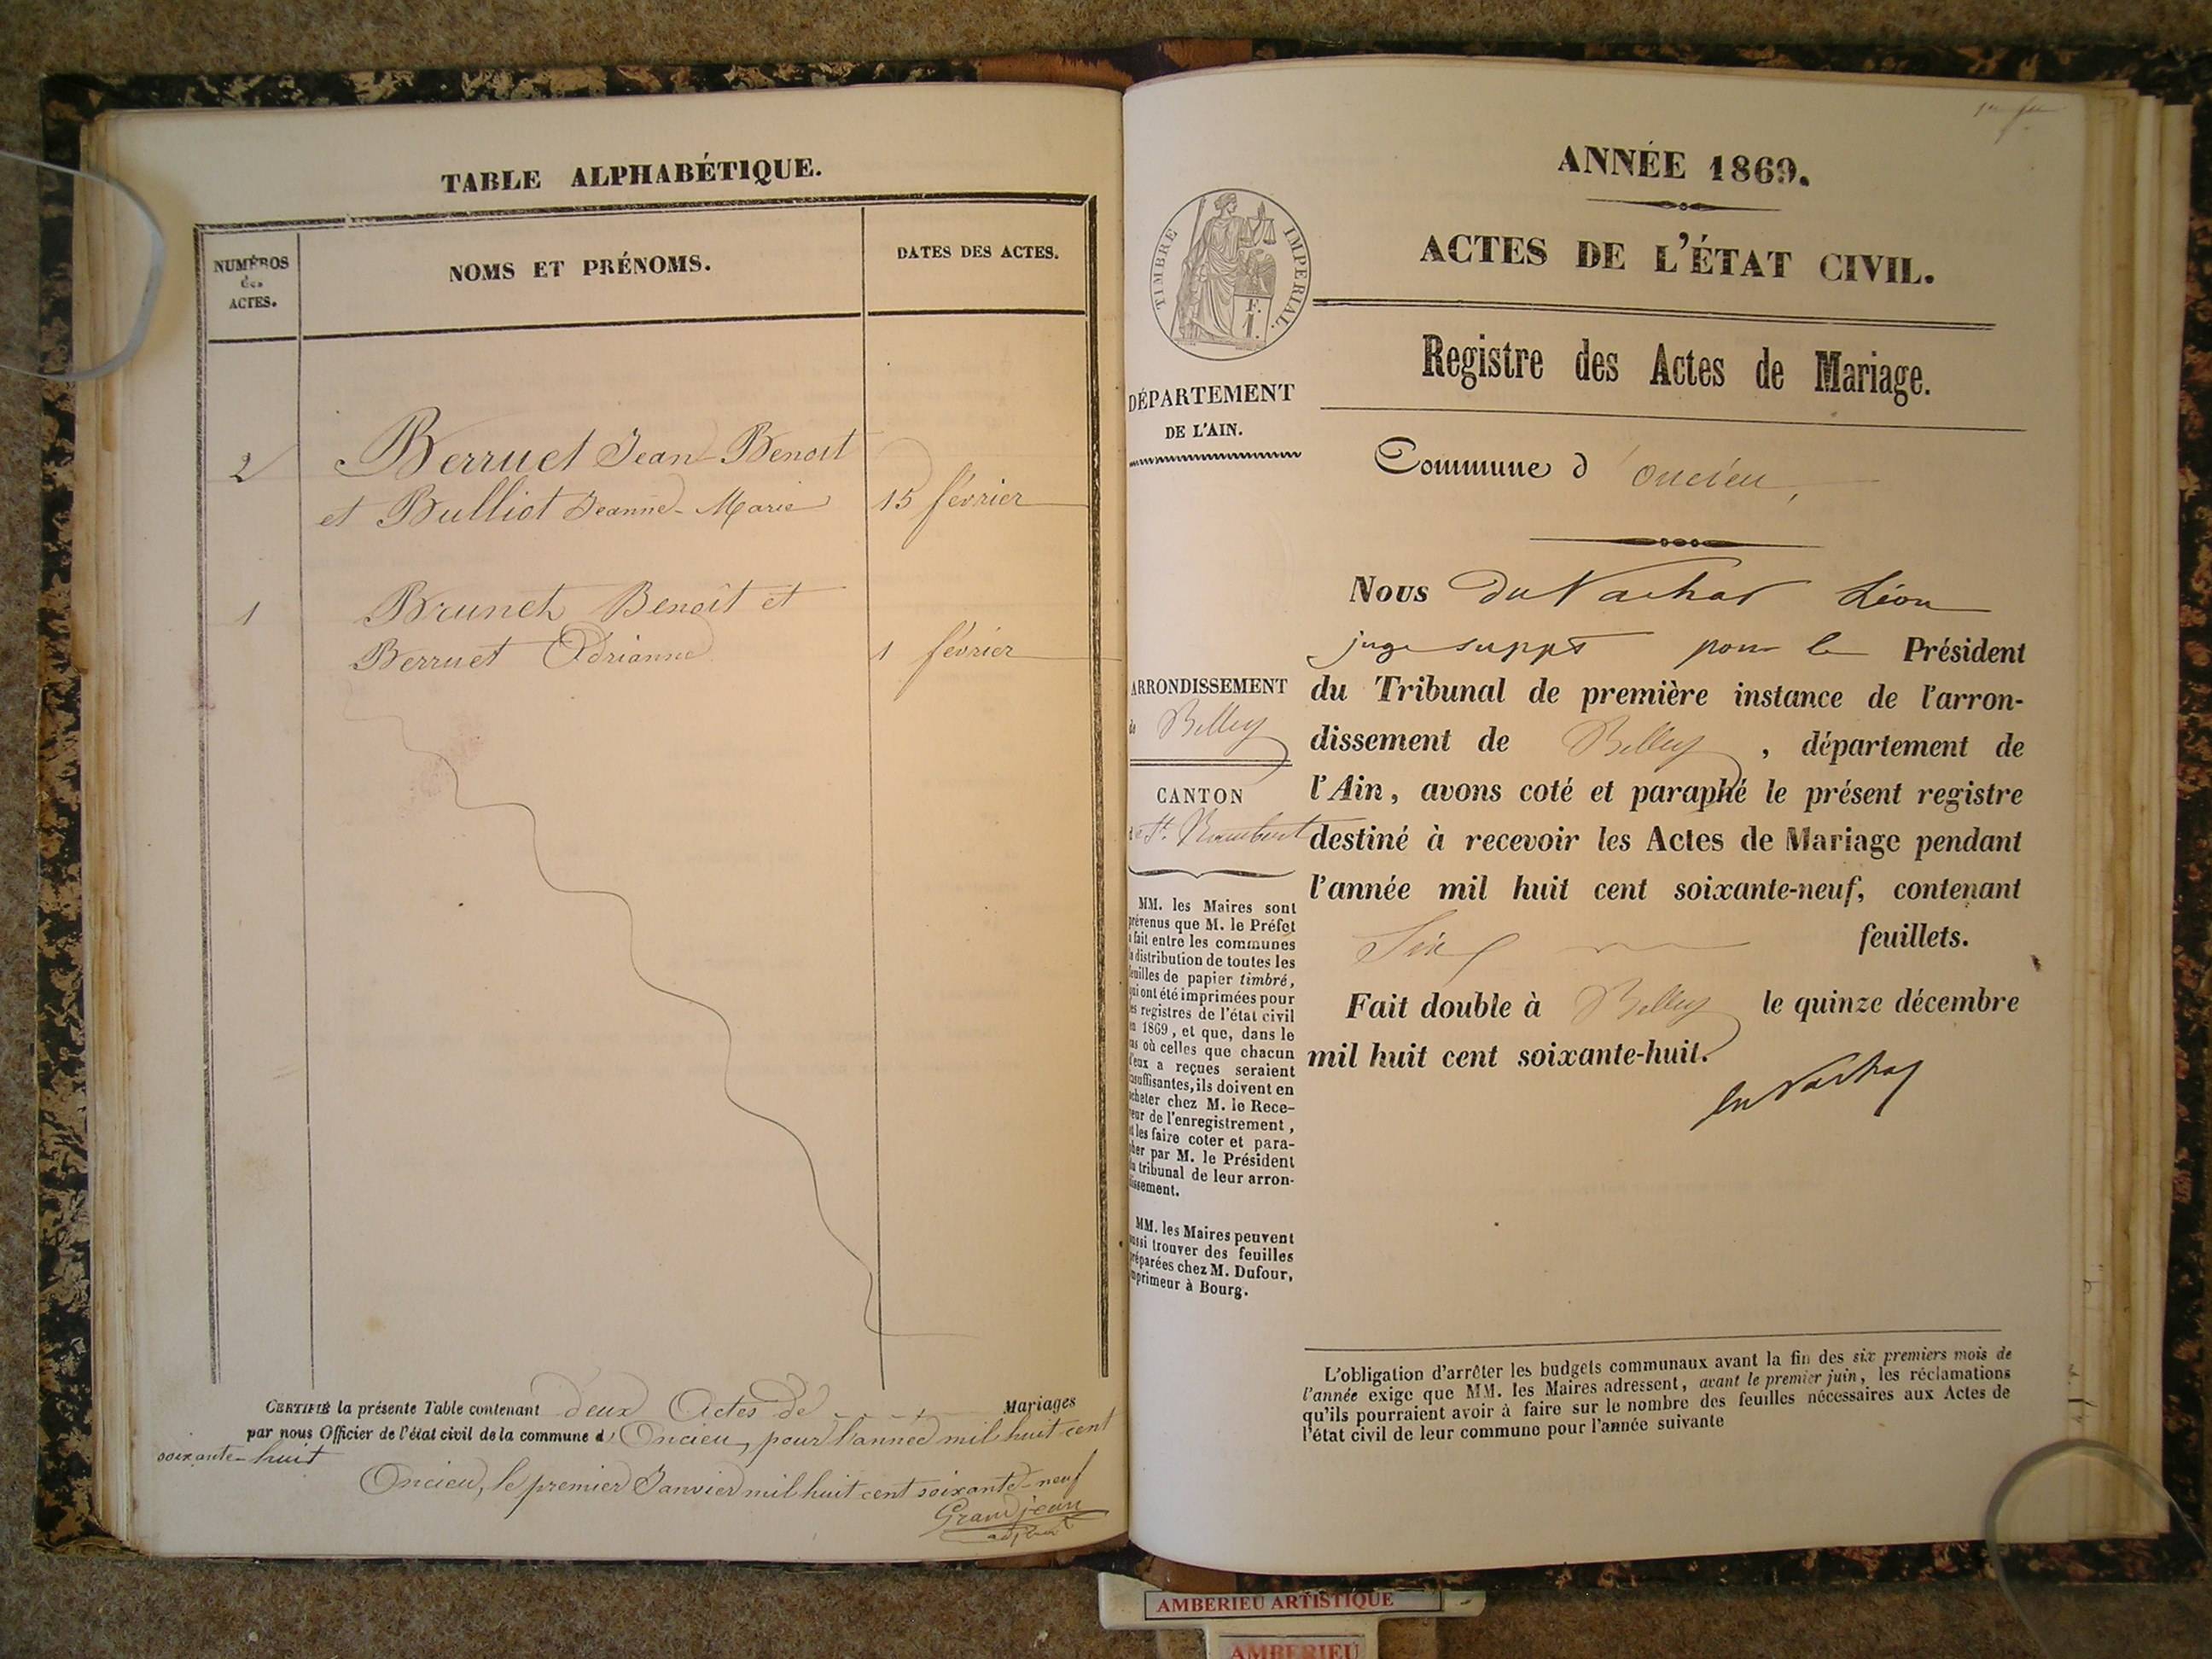 TABLE ALPHABÉTIQUE.
NUMÉROS
des
ACTES.
NOMS ET PRÉNOMS.
DATES DES ACTES.
2
Berruet Jean-Benoit
et Bulliot Jeanne-Marie
15 février
1
Brunet Benoît et
Berruet Adrianne
1 février
CERTIFIÉ la présente Table contenant deux Actes de Mariages
par nous Officier de l'état civil de la commune d' Oncieu, pour l'année mil huit cent
soixante-huit
Oncieu, le premier Janvier mil huit cent soixante-neuf
Grandjean
adjoint
ANNÉE 1869.
ACTES DE L'ÉTAT CIVIL.
TIMBRE IMPERIAL.
F.
1.
Registre des Actes de Mariage.
DÉPARTEMENT
DE L'AIN.
Commune d' Oncieu,
Nous Léon
juge suppt pour le Président
du Tribunal de première instance de l'arron-
dissement de Belley, département de
l'Ain, avons coté et paraphé le présent registre
destiné à recevoir les Actes de Mariage pendant
l'année mil huit cent soixante-neuf, contenant
Six feuillets.
Fait double à Belley le quinze décembre
mil huit cent soixante-huit.
ARRONDISSEMENT
de Belley
CANTON
de St. Rambert
MM. les Maires sont
prévenus que M. le Préfet
a fait entre les communes
la distribution de toutes les
feuilles de papier timbré,
qui ont été imprimées pour
les registres de l'état civil
en 1869, et que, dans le
cas où celles que chacun
d'eux a reçues seraient
insuffisantes, ils doivent en
acheter chez M. le Rece-
veur de l'enregistrement,
et les faire coter et para-
pher par M. le Président
du tribunal de leur arron-
dissement.
MM. les Maires peuvent
aussi trouver des feuilles
préparées chez M. Dufour,
imprimeur à Bourg.
L'obligation d'arrêter les budgets communaux avant la fin des six premiers mois de
l'année exige que MM. les Maires adressent, avant le premier juin, les réclamations
qu'ils pourraient avoir à faire sur le nombre des feuilles nécessaires aux Actes de
l'état civil de leur commune pour l'année suivante
AMBERIEU ARTISTIQUE
AMBERIEU